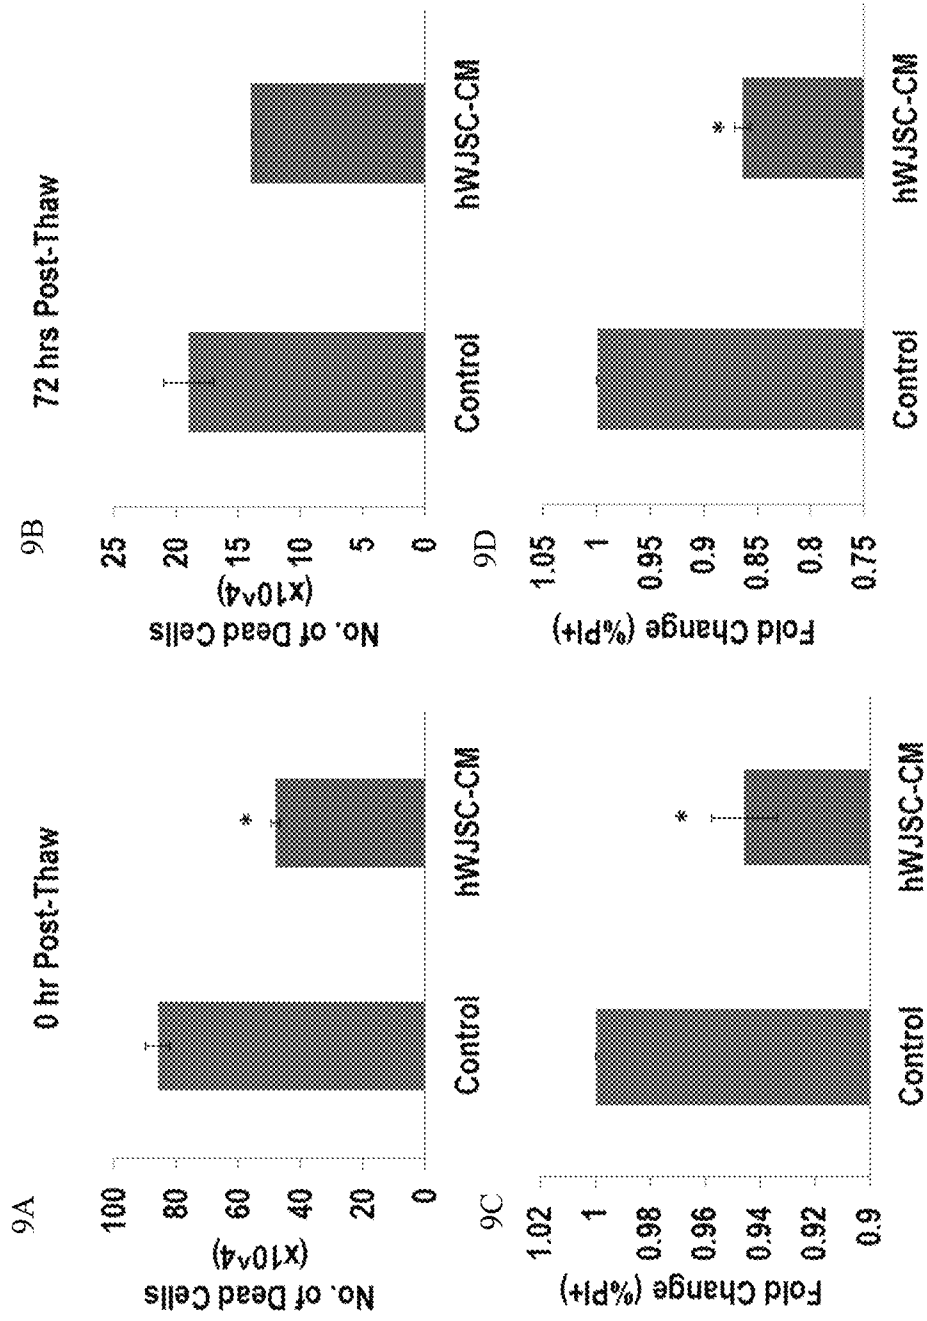 9A
0 hr Post-Thaw
No. of Dead Cells
(x10^4)
100
80
60
40
20
0
*
Control
hWJSC-CM
9B
72 hrs Post-Thaw
No. of Dead Cells
(x10^4)
25
20
15
10
5
0
Control
hWJSC-CM
9C
Fold Change (%PI+)
1.02
1
0.98
0.96
0.94
0.92
0.9
*
Control
hWJSC-CM
9D
Fold Change (%PI+)
1.05
1
0.95
0.9
0.85
0.8
0.75
*
Control
hWJSC-CM